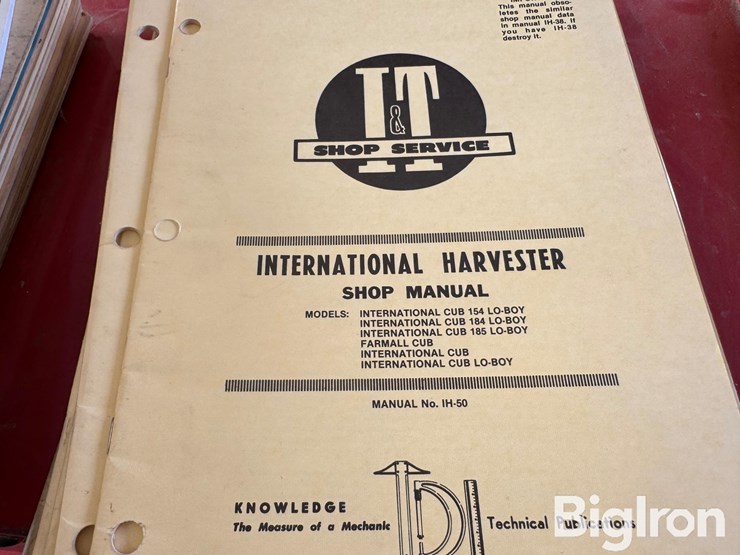 This manual obso-
letes the similar
shop manual data
in manual IH-38. If
you have IH-38
destroy it.
I&T
SHOP SERVICE
INTERNATIONAL HARVESTER
SHOP MANUAL
MODELS: INTERNATIONAL CUB 154 LO-BOY
INTERNATIONAL CUB 184 LO-BOY
INTERNATIONAL CUB 185 LO-BOY
FARMALL CUB
INTERNATIONAL CUB
INTERNATIONAL CUB LO-BOY
MANUAL No. IH-50
KNOWLEDGE
The Measure of a Mechanic
Technical Publications
BigIron